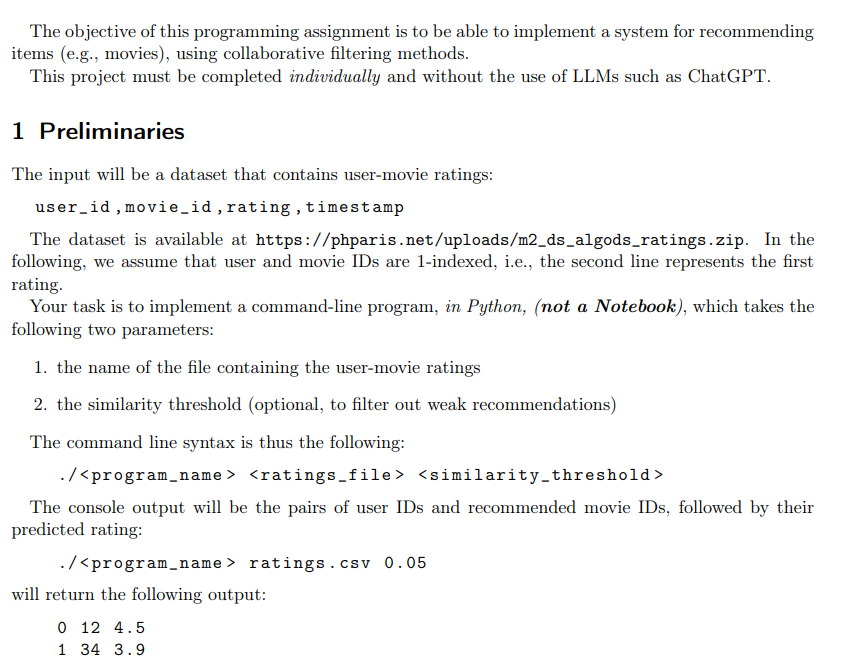 The objective of this programming assignment is to be able to implement a system for recommending
items (e.g., movies), using collaborative filtering methods.
This project must be completed individually and without the use of LLMs such as ChatGPT.
1 Preliminaries
The input will be a dataset that contains user-movie ratings:
user_id,movie_id,rating,timestamp
The dataset is available at https://phparis.net/uploads/m2_ds_algods_ratings.zip. In the
following, we assume that user and movie IDs are 1-indexed, i.e., the second line represents the first
rating.
Your task is to implement a command-line program, in Python, (not a Notebook), which takes the
following two parameters:
1. the name of the file containing the user-movie ratings
2. the similarity threshold (optional, to filter out weak recommendations)
The command line syntax is thus the following:
./<program_name> <ratings_file> <similarity_threshold>
The console output will be the pairs of user IDs and recommended movie IDs, followed by their
predicted rating:
./<program_name> ratings.csv 0.05
will return the following output:
0 12 4.5
1 34 3.9